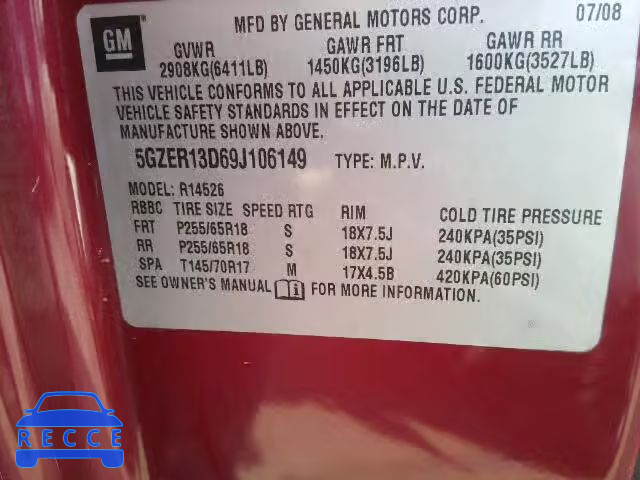 GM
MFD BY GENERAL MOTORS CORP. 07/08
GVWR GAWR FRT GAWR RR
2908KG(6411LB) 1450KG(3196LB) 1600KG(3527LB)
THIS VEHICLE CONFORMS TO ALL APPLICABLE U.S. FEDERAL MOTOR
VEHICLE SAFETY STANDARDS IN EFFECT ON THE DATE OF
MANUFACTURE SHOWN ABOVE.
5GZER13D69J106149 TYPE: M.P.V.
MODEL: R14526
RBBC TIRE SIZE SPEED RTG RIM COLD TIRE PRESSURE
FRT P255/65R18 S 18X7.5J 240KPA(35PSI)
RR P255/65R18 S 18X7.5J 240KPA(35PSI)
SPA T145/70R17 M 17X4.5B 420KPA(60PSI)
SEE OWNER'S MANUAL FOR MORE INFORMATION.
RECCE